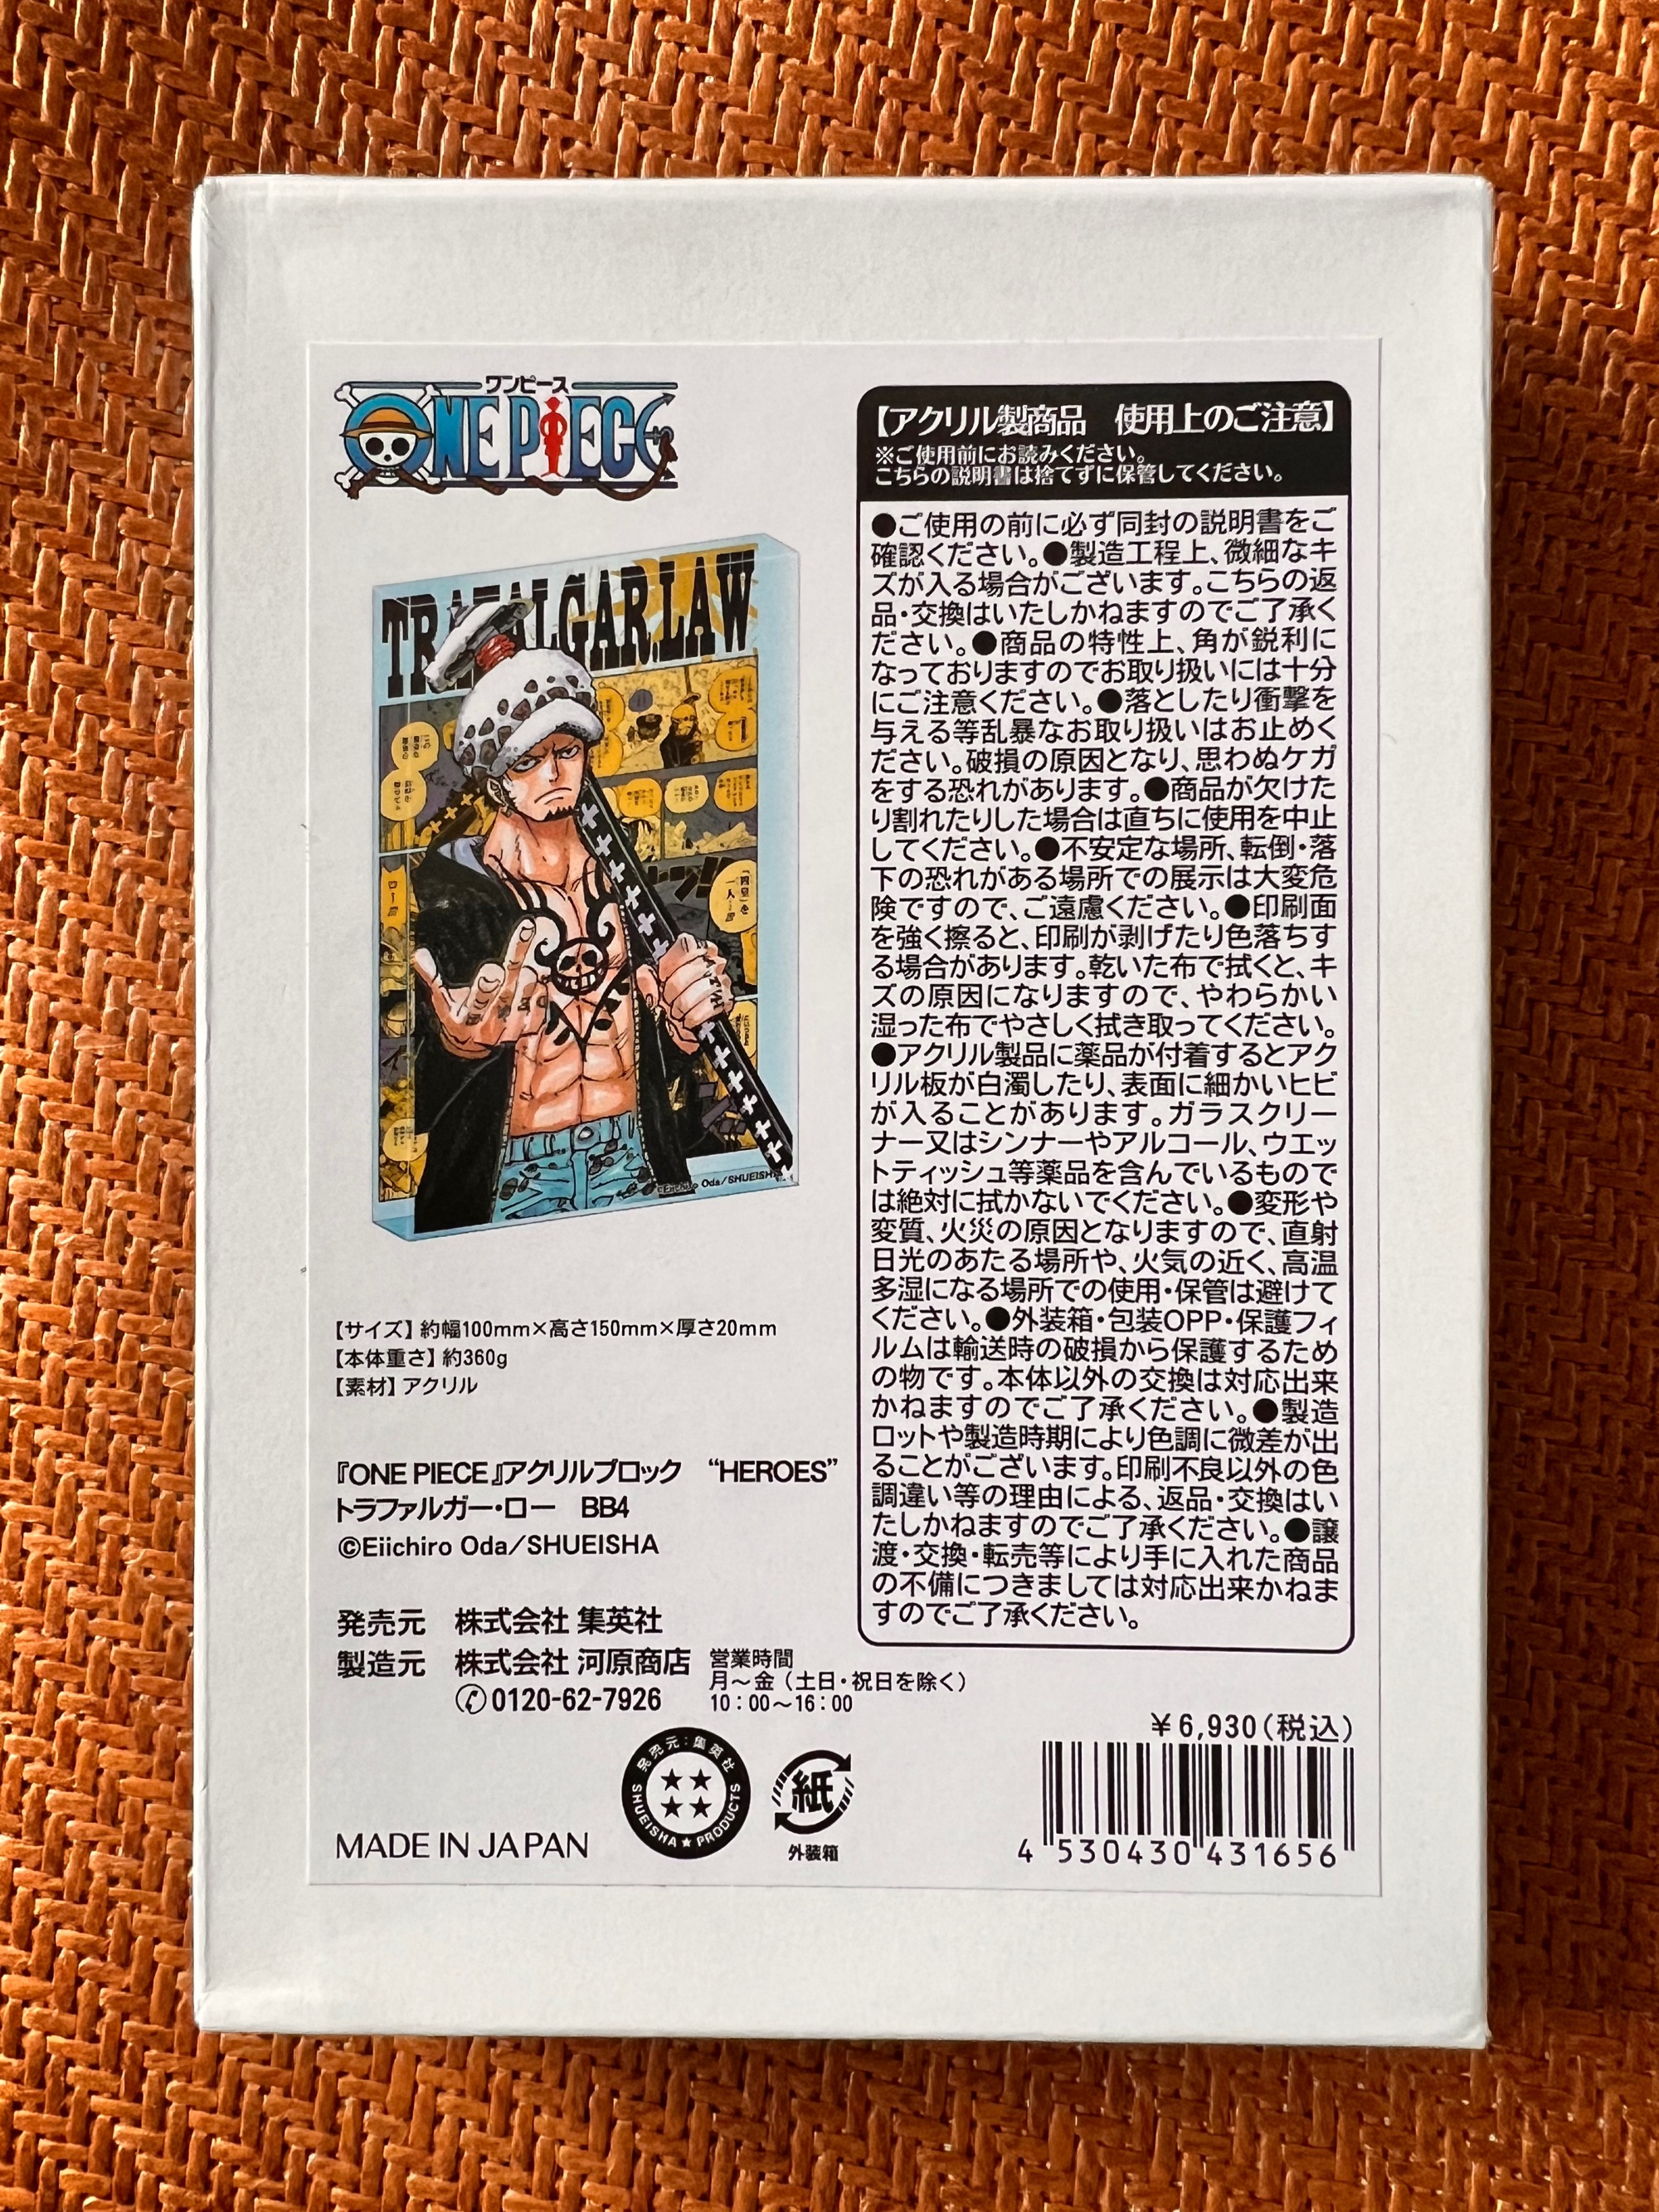 ワンピース
ONE PIECE
TRAFALGAR.LAW
©Eiichiro Oda/SHUEISHA
【サイズ】約幅100mm×高さ150mm×厚さ20mm
【本体重さ】約360g
【素材】アクリル
『ONE PIECE』アクリルブロック “HEROES”
トラファルガー・ロー BB4
©Eiichiro Oda/SHUEISHA
発売元 株式会社 集英社
製造元 株式会社 河原商店
0120-62-7926
営業時間
月～金（土日・祝日を除く）
10：00～16：00
MADE IN JAPAN
発売元：集英社
SHUEISHA★PRODUCTS
紙
外装箱
【アクリル製商品 使用上のご注意】
※ご使用前にお読みください。
こちらの説明書は捨てずに保管してください。
●ご使用の前に必ず同封の説明書をご
確認ください。●製造工程上、微細なキ
ズが入る場合がございます。こちらの返
品・交換はいたしかねますのでご了承く
ださい。●商品の特性上、角が鋭利に
なっておりますのでお取り扱いには十分
にご注意ください。●落としたり衝撃を
与える等乱暴なお取り扱いはお止めく
ださい。破損の原因となり、思わぬケガ
をする恐れがあります。●商品が欠けた
り割れたりした場合は直ちに使用を中止
してください。●不安定な場所、転倒・落
下の恐れがある場所での展示は大変危
険ですので、ご遠慮ください。●印刷面
を強く擦ると、印刷が剥げたり色落ちす
る場合があります。乾いた布で拭くと、キ
ズの原因になりますので、やわらかい
湿った布でやさしく拭き取ってください。
●アクリル製品に薬品が付着するとアク
リル板が白濁したり、表面に細かいヒビ
が入ることがあります。ガラスクリー
ナー又はシンナーやアルコール、ウエッ
トティッシュ等薬品を含んでいるもので
は絶対に拭かないでください。●変形や
変質、火災の原因となりますので、直射
日光のあたる場所や、火気の近く、高温
多湿になる場所での使用・保管は避けて
ください。●外装箱・包装OPP・保護フィ
ルムは輸送時の破損から保護するため
の物です。本体以外の交換は対応出来
かねますのでご了承ください。●製造
ロットや製造時期により色調に微差が出
ることがございます。印刷不良以外の色
調違い等の理由による、返品・交換はい
たしかねますのでご了承ください。●譲
渡・交換・転売等により手に入れた商品
の不備につきましては対応出来かねま
すのでご了承ください。
￥6,930（税込）
4 530430 431656